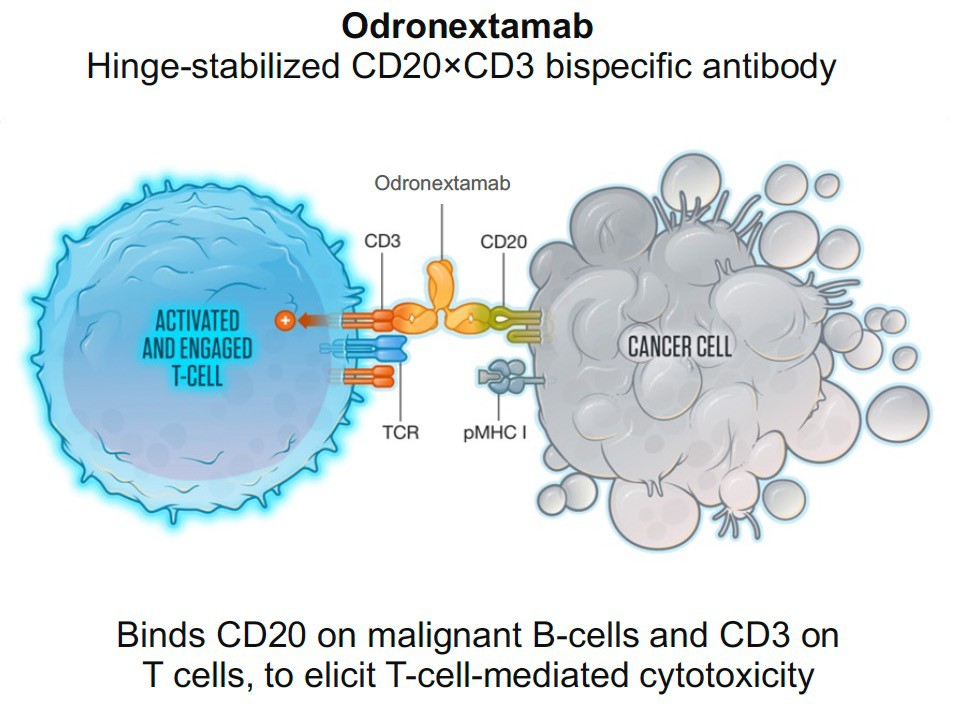 Odronextamab
Hinge-stabilized CD20×CD3 bispecific antibody
Odronextamab
CD3
CD20
ACTIVATED
AND ENGAGED
T-CELL
+
CANCER CELL
TCR
pMHC I
Binds CD20 on malignant B-cells and CD3 on
T cells, to elicit T-cell-mediated cytotoxicity